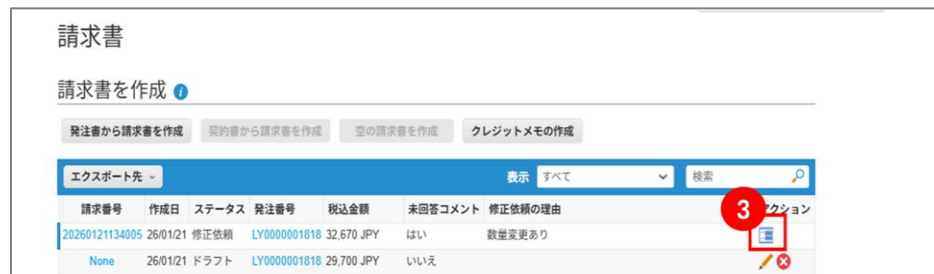 請求書
請求書を作成 i
発注書から請求書を作成 契約書から請求書を作成 空の請求書を作成 クレジットメモの作成
エクスポート先 表示 すべて 検索
請求番号 作成日 ステータス 発注番号 税込金額 未回答コメント 修正依頼の理由 3 クション
20260121134005 26/01/21 修正依頼 LY0000001818 32,670 JPY はい 数量変更あり
None 26/01/21 ドラフト LY0000001818 29,700 JPY いいえ